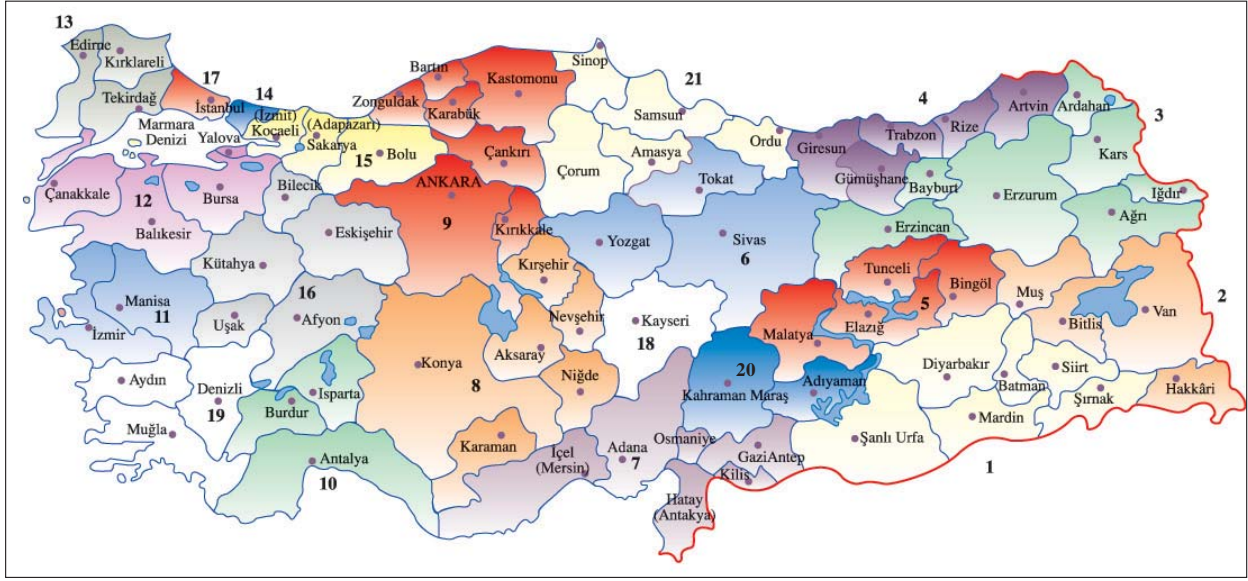 13
Edirne
Kırklareli
Tekirdağ
17
İstanbul
14
(İzmit)
Kocaeli
(Adapazarı)
Sakarya
Marmara
Denizi
Yalova
15
Bolu
Zonguldak
Bartın
Karabük
Kastomonu
Sinop
21
Samsun
Çankırı
Çorum
Amasya
Ordu
Tokat
4
Giresun
Trabzon
Rize
Artvin
Ardahan
3
Kars
Gümüşhane
Bayburt
Erzurum
Iğdır
Ağrı
Erzincan
Çanakkale
12
Balıkesir
Bursa
Bilecik
Eskişehir
ANKARA
9
Kırıkkale
Yozgat
Sivas
6
Kütahya
Kırşehir
Tunceli
Bingöl
5
Elazığ
Malatya
Muş
Bitlis
Van
2
Manisa
11
İzmir
Uşak
16
Afyon
Nevşehir
Kayseri
18
Aksaray
Konya
8
Niğde
20
Kahraman Maraş
Adıyaman
Diyarbakır
Batman
Siirt
Şırnak
Hakkâri
Mardin
Aydın
Denizli
19
Isparta
Burdur
Muğla
Antalya
10
Karaman
İçel
(Mersin)
Adana
7
Osmaniye
GaziAntep
Kiliş
Şanlı Urfa
1
Hatay
(Antakya)